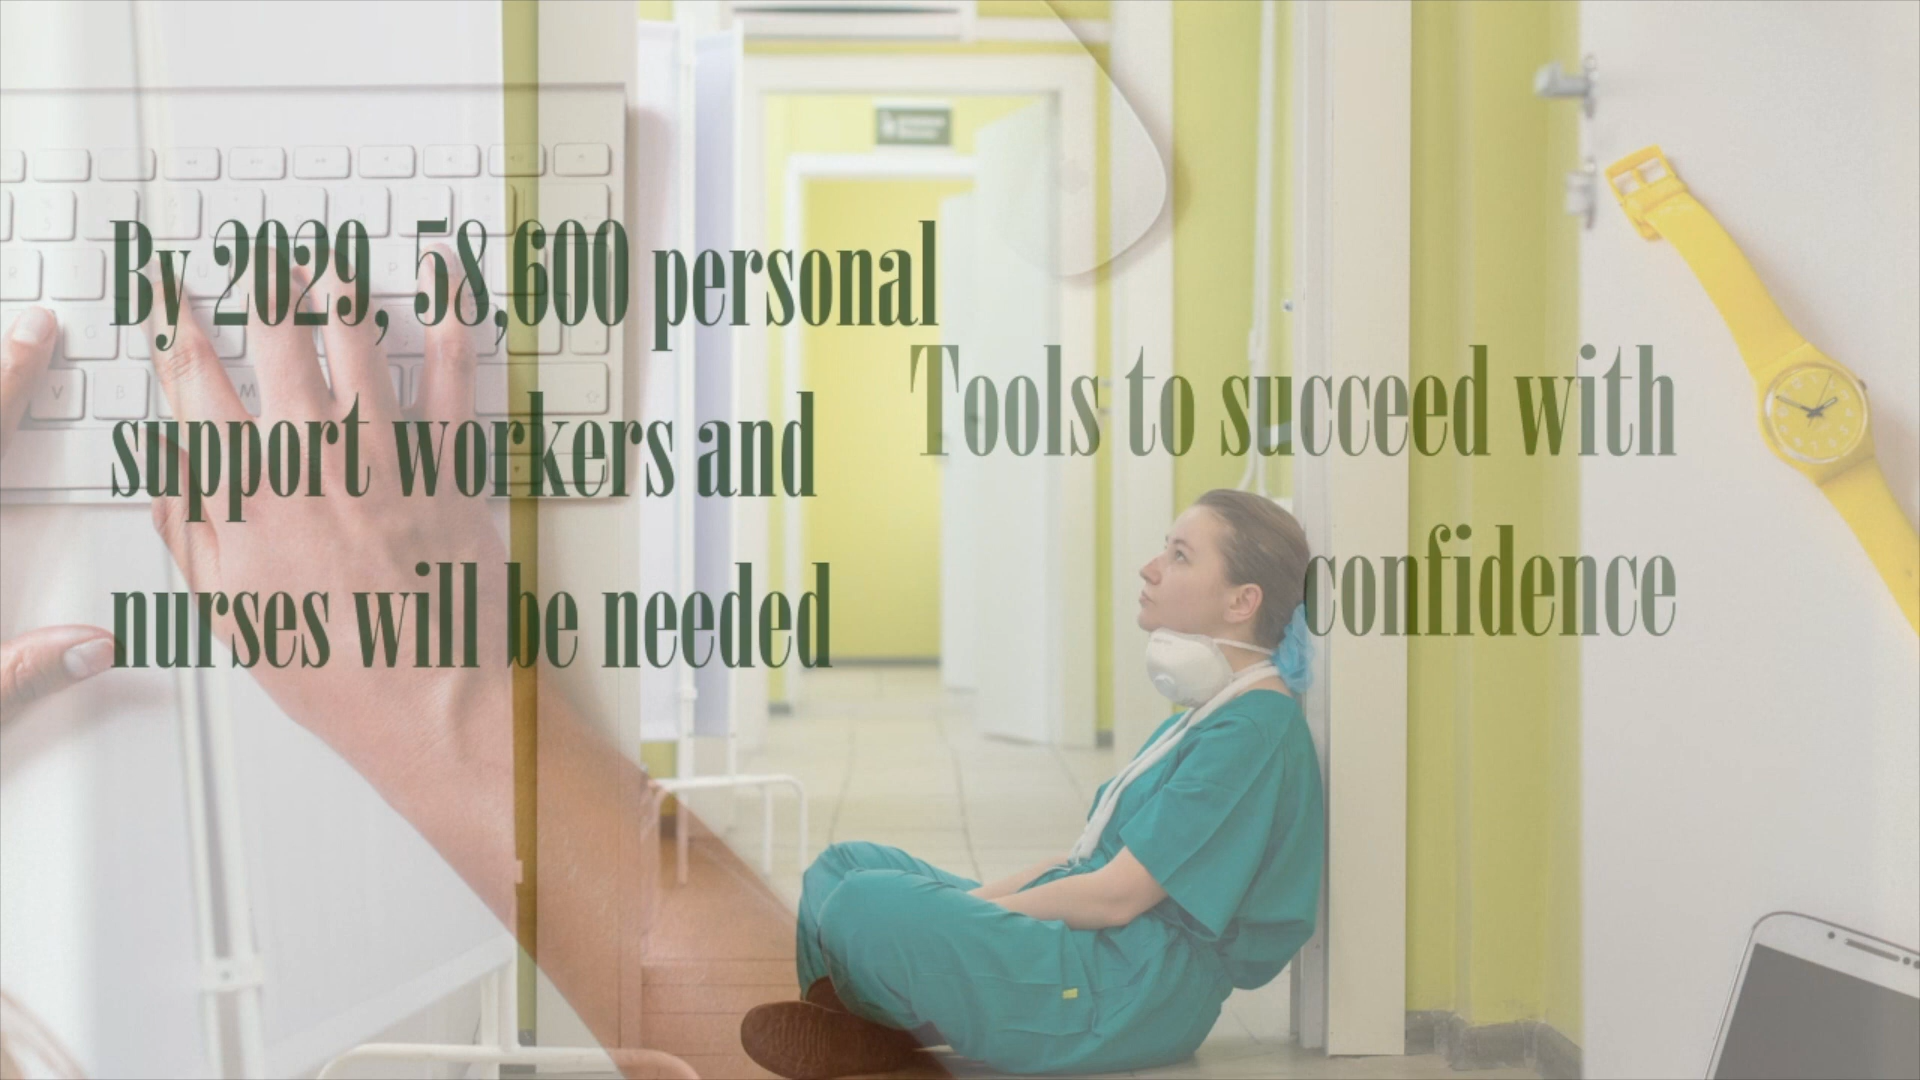 By 2029, 58,600 personal
support workers and
nurses will be needed
Tools to succeed with
confidence